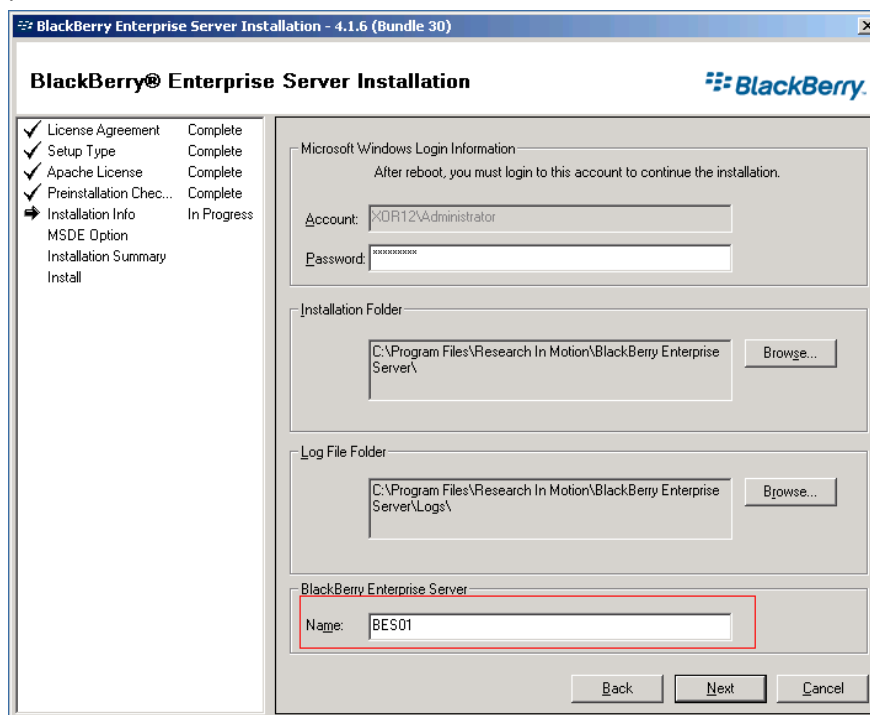 BlackBerry Enterprise Server Installation - 4.1.6 (Bundle 30)
BlackBerry® Enterprise Server Installation
BlackBerry.
License Agreement Complete
Setup Type Complete
Apache License Complete
Preinstallation Chec... Complete
Installation Info In Progress
MSDE Option
Installation Summary
Install
Microsoft Windows Login Information
After reboot, you must login to this account to continue the installation.
Account: XOR12\Administrator
Password: ×××××××××
Installation Folder
C:\Program Files\Research In Motion\BlackBerry Enterprise
Server\
Browse...
Log File Folder
C:\Program Files\Research In Motion\BlackBerry Enterprise
Server\Logs\
Browse...
BlackBerry Enterprise Server
Name: BES01
Back Next Cancel